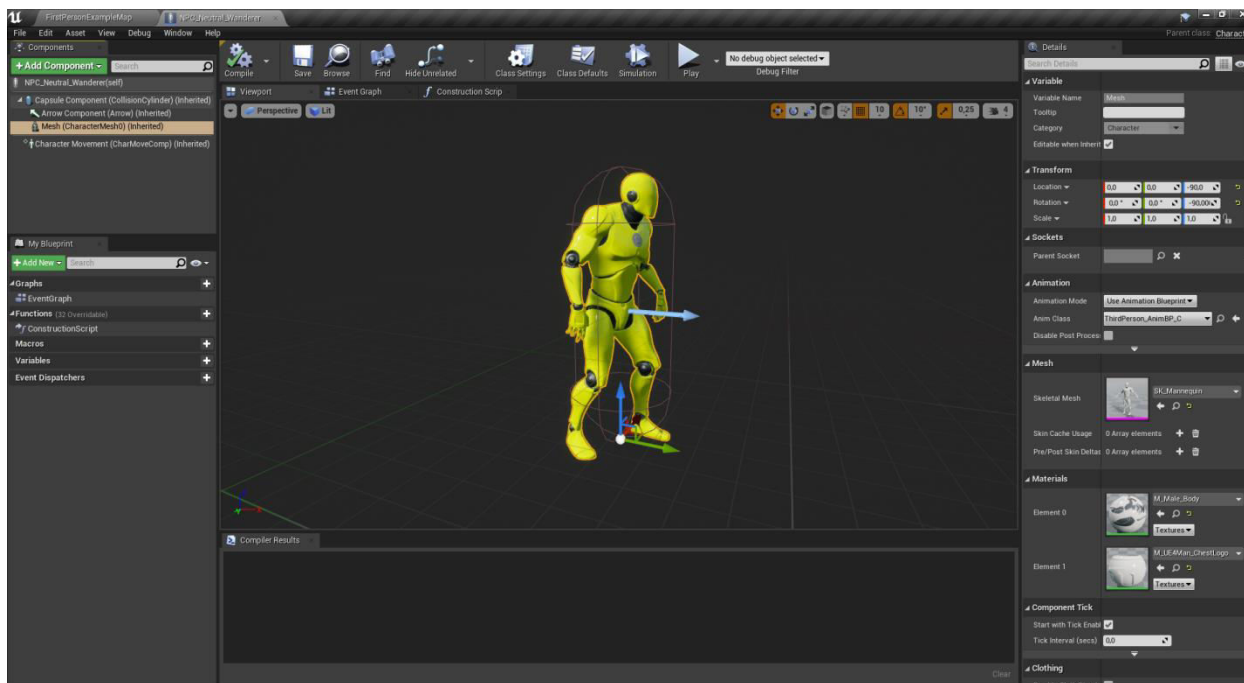 FirstPersonExampleMap
NPC_Neutral_Wanderer
File Edit Asset View Debug Window Help
Parent class: Charact
Components
+Add Component
Search
NPC_Neutral_Wanderer(self)
Capsule Component (CollisionCylinder) (Inherited)
Arrow Component (Arrow) (Inherited)
Mesh (CharacterMesh0) (Inherited)
Character Movement (CharMoveComp) (Inherited)
My Blueprint
+Add New
Search
Graphs
EventGraph
Functions (32 Overridable)
ConstructionScript
Macros
Variables
Event Dispatchers
Compile
Save
Browse
Find
Hide Unrelated
Class Settings
Class Defaults
Simulation
Play
No debug object selected
Debug Filter
Viewport
Event Graph
Construction Scrip
Perspective
Lit
10
10°
0,25
4
Compiler Results
Clear
Details
Search Details
Variable
Variable Name Mesh
Tooltip
Category Character
Editable when Inherit
Transform
Location 0,0 0,0 -90,0
Rotation 0,0 ° 0,0 ° -90,00
Scale 1,0 1,0 1,0
Sockets
Parent Socket
Animation
Animation Mode Use Animation Blueprint
Anim Class ThirdPerson_AnimBP_C
Disable Post Proces
Mesh
Skeletal Mesh SK_Mannequin
Skin Cache Usage 0 Array elements
Pre/Post Skin Deltas 0 Array elements
Materials
Element 0 M_Male_Body
Textures
Element 1 M_UE4Man_ChestLogo
Textures
Component Tick
Start with Tick Enabl
Tick Interval (secs) 0,0
Clothing